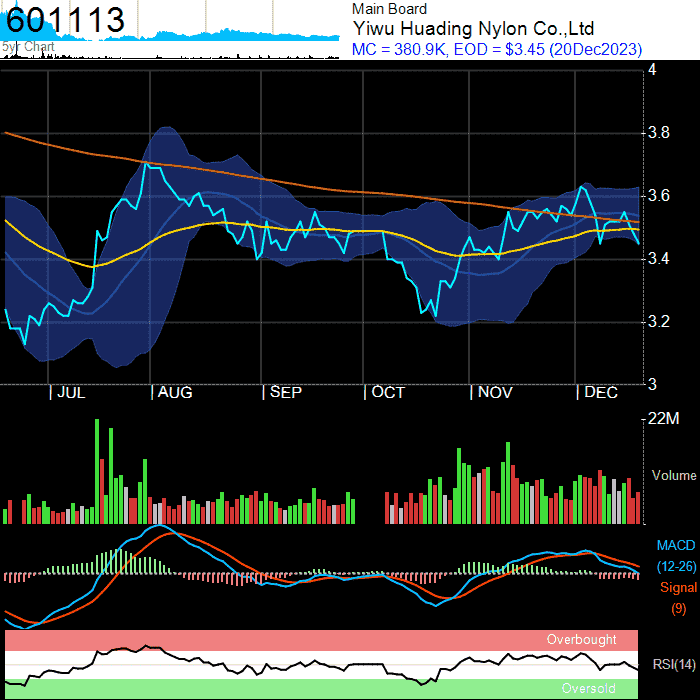 601113
5yr Chart
Main Board
Yiwu Huading Nylon Co.,Ltd
MC = 380.9K, EOD = $3.45 (20Dec2023)
4
3.8
3.6
3.4
3.2
3
JUL AUG SEP OCT NOV DEC
22M
Volume
MACD
(12-26)
Signal
(9)
Overbought
RSI(14)
Oversold